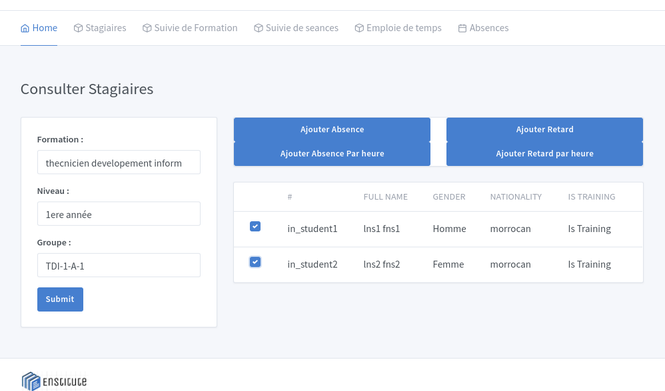 Home Stagiaires Suivie de Formation Suivie de seances Emploie de temps Absences
Consulter Stagiaires
Formation :
thecnicien developement inform
Niveau :
1ere année
Groupe :
TDI-1-A-1
Submit
Ajouter Absence Ajouter Retard
Ajouter Absence Par heure Ajouter Retard par heure
# FULL NAME GENDER NATIONALITY IS TRAINING
in_student1 lns1 fns1 Homme morrocan Is Training
in_student2 lns2 fns2 Femme morrocan Is Training
ENSTITUTE